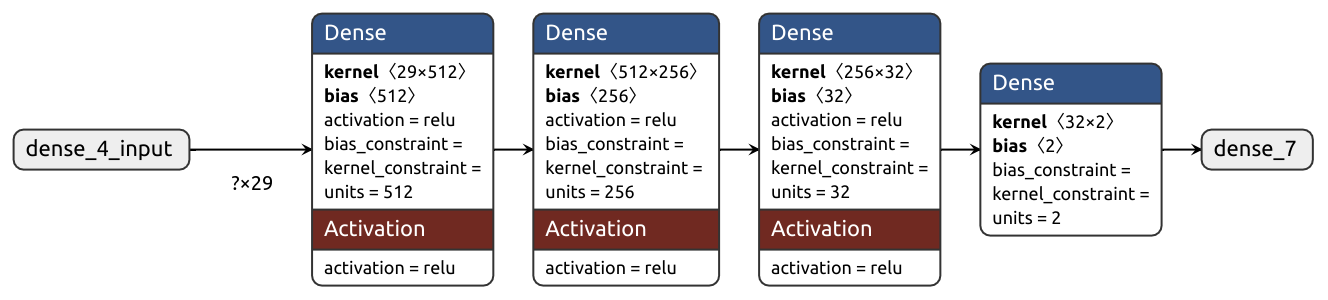 dense_4_input
?×29
Dense
kernel〈29×512〉
bias〈512〉
activation = relu
bias_constraint =
kernel_constraint =
units = 512
Activation
activation = relu
Dense
kernel〈512×256〉
bias〈256〉
activation = relu
bias_constraint =
kernel_constraint =
units = 256
Activation
activation = relu
Dense
kernel〈256×32〉
bias〈32〉
activation = relu
bias_constraint =
kernel_constraint =
units = 32
Activation
activation = relu
Dense
kernel〈32×2〉
bias〈2〉
bias_constraint =
kernel_constraint =
units = 2
dense_7